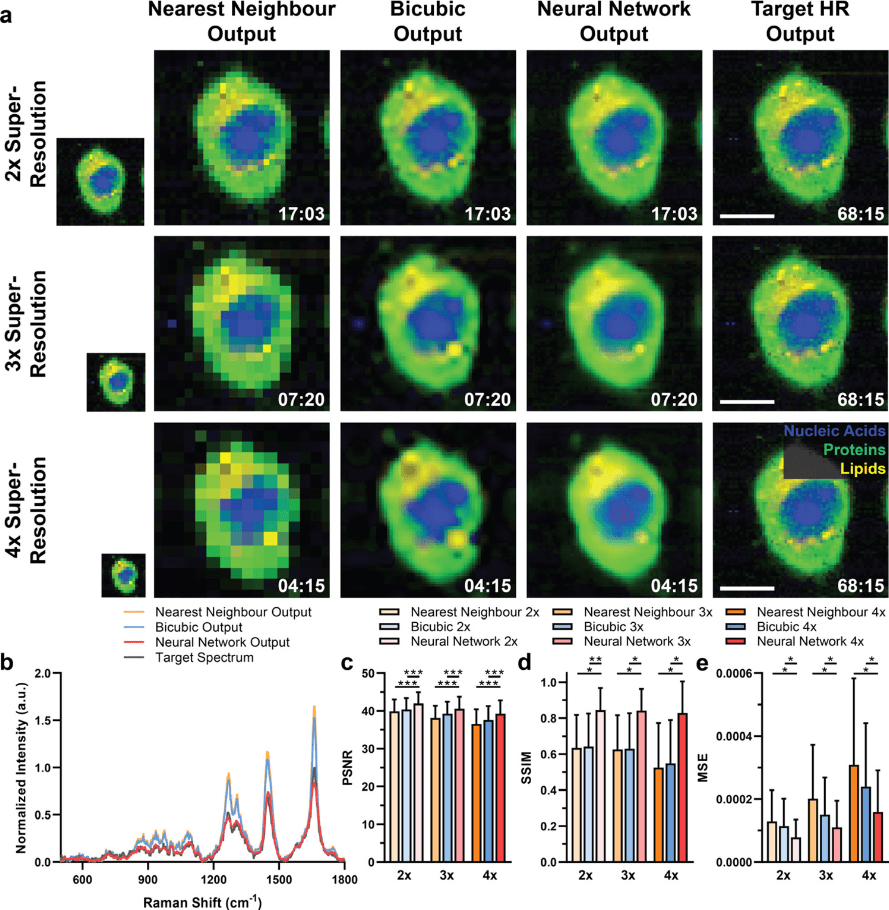 a
Nearest Neighbour Output
Bicubic Output
Neural Network Output
Target HR Output
2x Super-Resolution
17:03
17:03
17:03
68:15
3x Super-Resolution
07:20
07:20
07:20
68:15
4x Super-Resolution
04:15
04:15
04:15
Nucleic Acids
Proteins
Lipids
68:15
Nearest Neighbour Output
Bicubic Output
Neural Network Output
Target Spectrum
Nearest Neighbour 2x
Bicubic 2x
Neural Network 2x
Nearest Neighbour 3x
Bicubic 3x
Neural Network 3x
Nearest Neighbour 4x
Bicubic 4x
Neural Network 4x
b
Normalized Intensity (a.u.)
2.0
1.5
1.0
0.5
0.0
600
900
1200
1500
1800
Raman Shift (cm-1)
c
PSNR
50
40
30
20
10
0
***
***
***
***
***
***
2x
3x
4x
d
SSIM
1.0
0.8
0.6
0.4
0.2
0.0
**
*
*
*
*
*
2x
3x
4x
e
MSE
0.0006
0.0004
0.0002
0.0000
*
*
*
*
*
*
2x
3x
4x